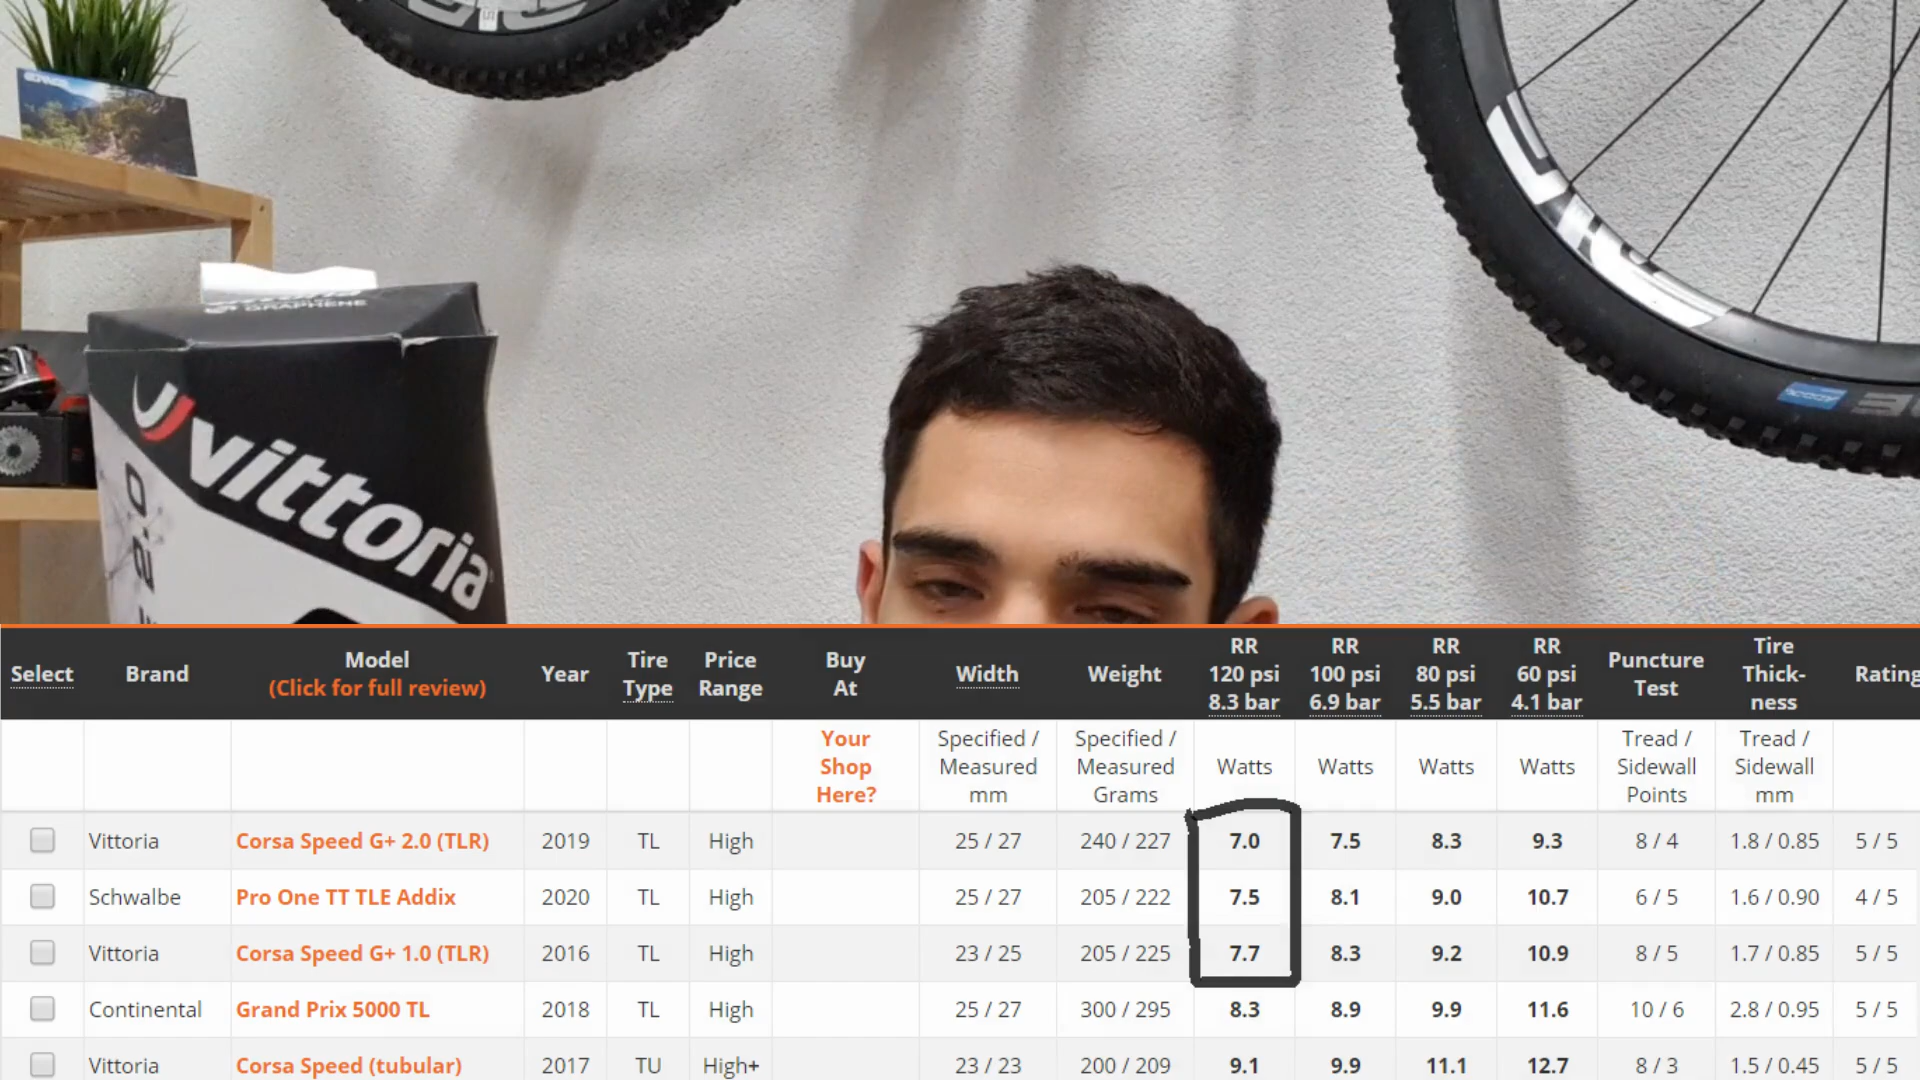 GRAPHENE
vittoria
2.0
Select Brand Model (Click for full review) Year Tire Type Price Range Buy At Width Weight RR 120 psi 8.3 bar RR 100 psi 6.9 bar RR 80 psi 5.5 bar RR 60 psi 4.1 bar Puncture Test Tire Thick-ness Rating
Your Shop Here? Specified / Measured mm Specified / Measured Grams Watts Watts Watts Watts Tread / Sidewall Points Tread / Sidewall mm
Vittoria Corsa Speed G+ 2.0 (TLR) 2019 TL High 25 / 27 240 / 227 7.0 7.5 8.3 9.3 8 / 4 1.8 / 0.85 5 / 5
Schwalbe Pro One TT TLE Addix 2020 TL High 25 / 27 205 / 222 7.5 8.1 9.0 10.7 6 / 5 1.6 / 0.90 4 / 5
Vittoria Corsa Speed G+ 1.0 (TLR) 2016 TL High 23 / 25 205 / 225 7.7 8.3 9.2 10.9 8 / 5 1.7 / 0.85 5 / 5
Continental Grand Prix 5000 TL 2018 TL High 25 / 27 300 / 295 8.3 8.9 9.9 11.6 10 / 6 2.8 / 0.95 5 / 5
Vittoria Corsa Speed (tubular) 2017 TU High+ 23 / 23 200 / 209 9.1 9.9 11.1 12.7 8 / 3 1.5 / 0.45 5 / 5